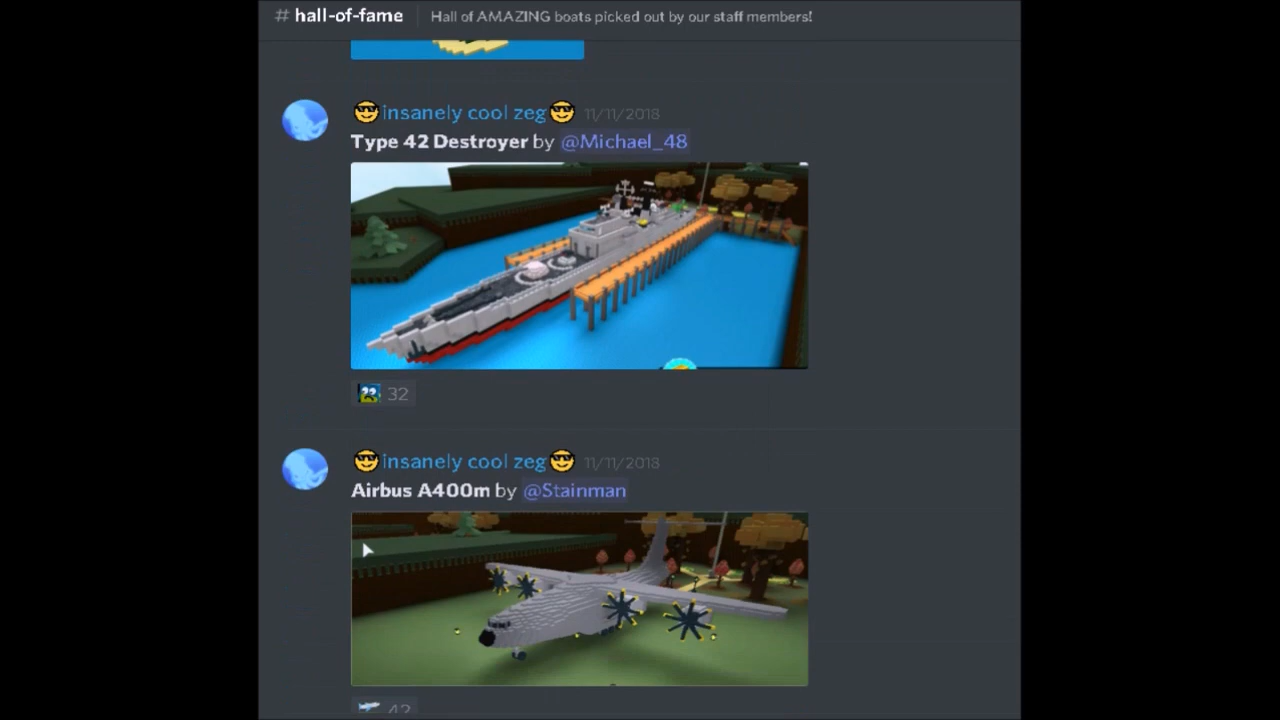 # hall-of-fame Hall of AMAZING boats picked out by our staff members!
😎insanely cool zeg😎 11/11/2018
Type 42 Destroyer by @Michael_48
32
😎insanely cool zeg😎 11/11/2018
Airbus A400m by @Stainman
42